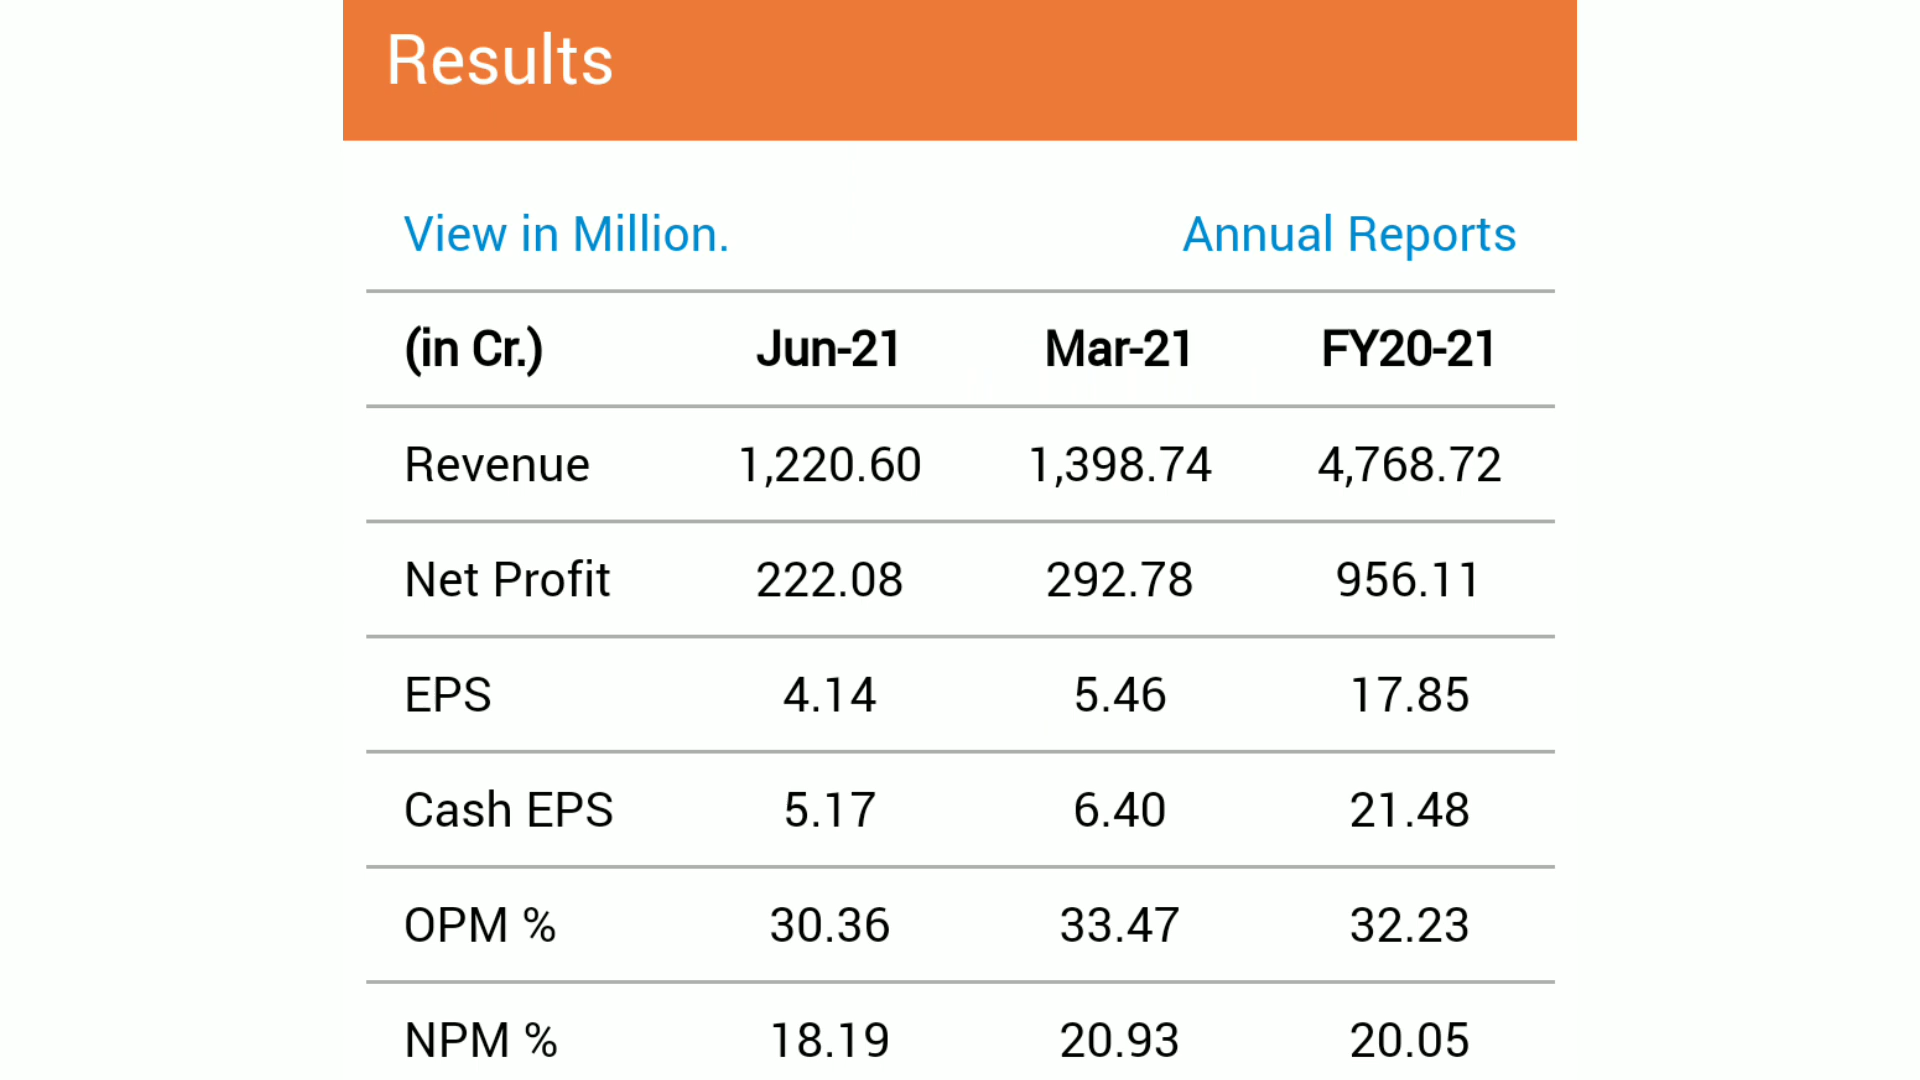 Results
View in Million. Annual Reports
(in Cr.) Jun-21 Mar-21 FY20-21
Revenue 1,220.60 1,398.74 4,768.72
Net Profit 222.08 292.78 956.11
EPS 4.14 5.46 17.85
Cash EPS 5.17 6.40 21.48
OPM % 30.36 33.47 32.23
NPM % 18.19 20.93 20.05